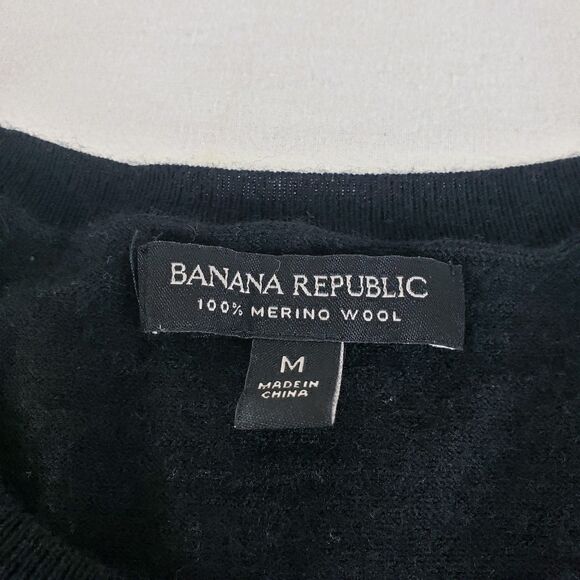 BANANA REPUBLIC
100% MERINO WOOL
M
MADE IN
CHINA